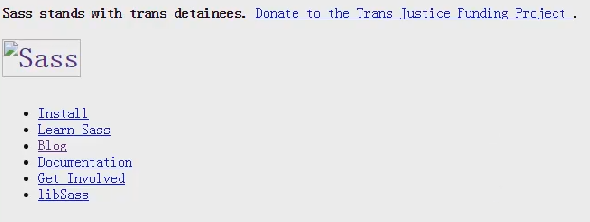 Sass stands with trans detainees. Donate to the Trans Justice Funding Project .
Sass
Install
Learn Sass
Blog
Documentation
Get Involved
libSass